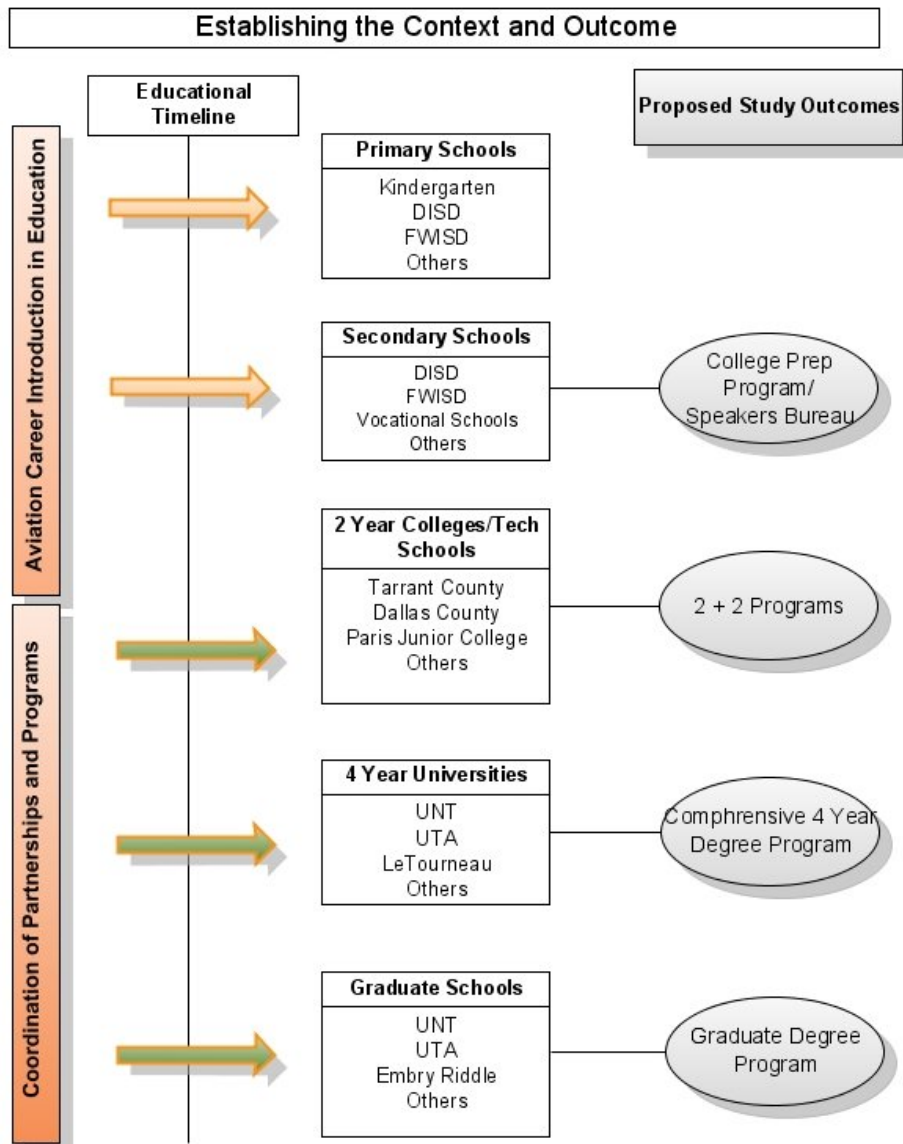 Establishing the Context and Outcome
Educational
Timeline
Proposed Study Outcomes
Aviation Career Introduction in Education
Primary Schools
Kindergarten
DISD
FWISD
Others
Secondary Schools
DISD
FWISD
Vocational Schools
Others
College Prep
Program/
Speakers Bureau
2 Year Colleges/Tech
Schools
Tarrant County
Dallas County
Paris Junior College
Others
2 + 2 Programs
Coordination of Partnerships and Programs
4 Year Universities
UNT
UTA
LeTourneau
Others
Comphrensive 4 Year
Degree Program
Graduate Schools
UNT
UTA
Embry Riddle
Others
Graduate Degree
Program